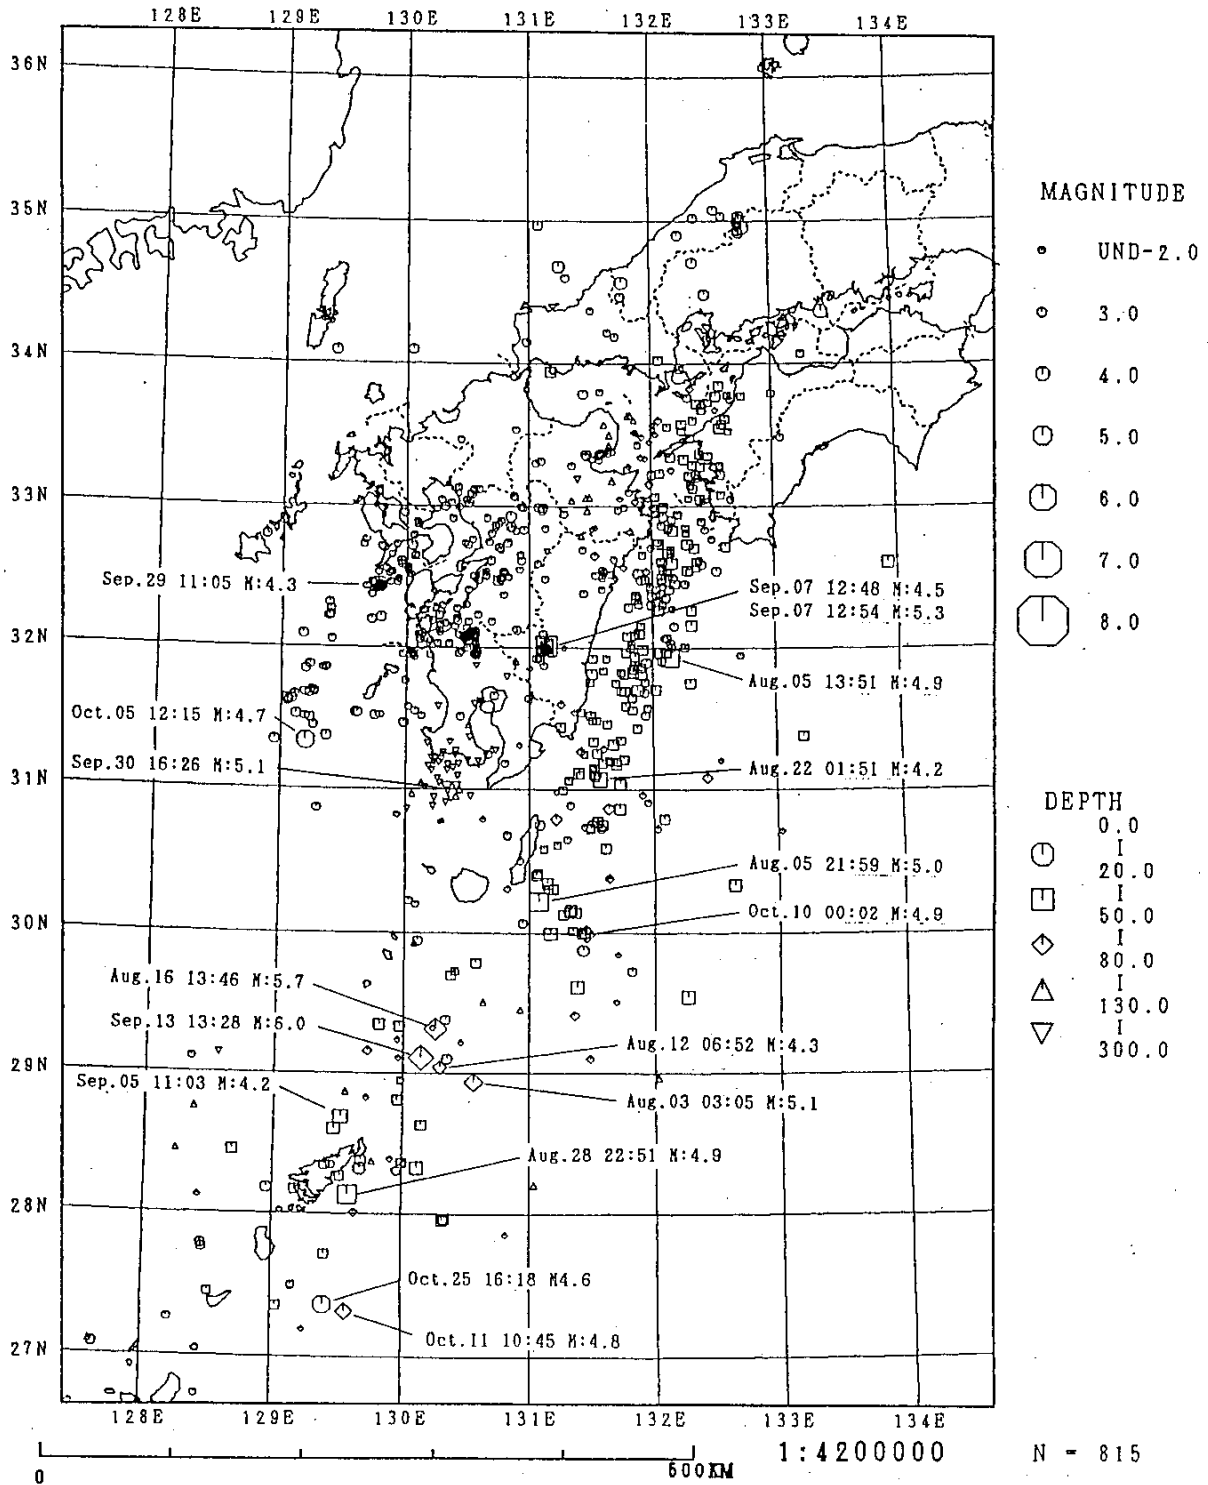 128E 129E 130E 131E 132E 133E 134E
36N
35N
34N
33N
32N
31N
30N
29N
28N
27N
Sep.29 11:05 M:4.3
Sep.07 12:48 M:4.5
Sep.07 12:54 M:5.3
Aug.05 13:51 M:4.9
Oct.05 12:15 M:4.7
Sep.30 16:26 M:5.1
Aug.22 01:51 M:4.2
Aug.05 21:59 M:5.0
Oct.10 00:02 M:4.9
Aug.16 13:46 M:5.7
Sep.13 13:28 M:6.0
Aug.12 06:52 M:4.3
Sep.05 11:03 M:4.2
Aug.03 03:05 M:5.1
Aug.28 22:51 M:4.9
Oct.25 16:18 M4.6
Oct.11 10:45 M:4.8
128E 129E 130E 131E 132E 133E 134E
0 500KM
1:4200000
MAGNITUDE
UND-2.0
3.0
4.0
5.0
6.0
7.0
8.0
DEPTH
0.0
I
20.0
I
50.0
I
80.0
I
130.0
I
300.0
N - 815